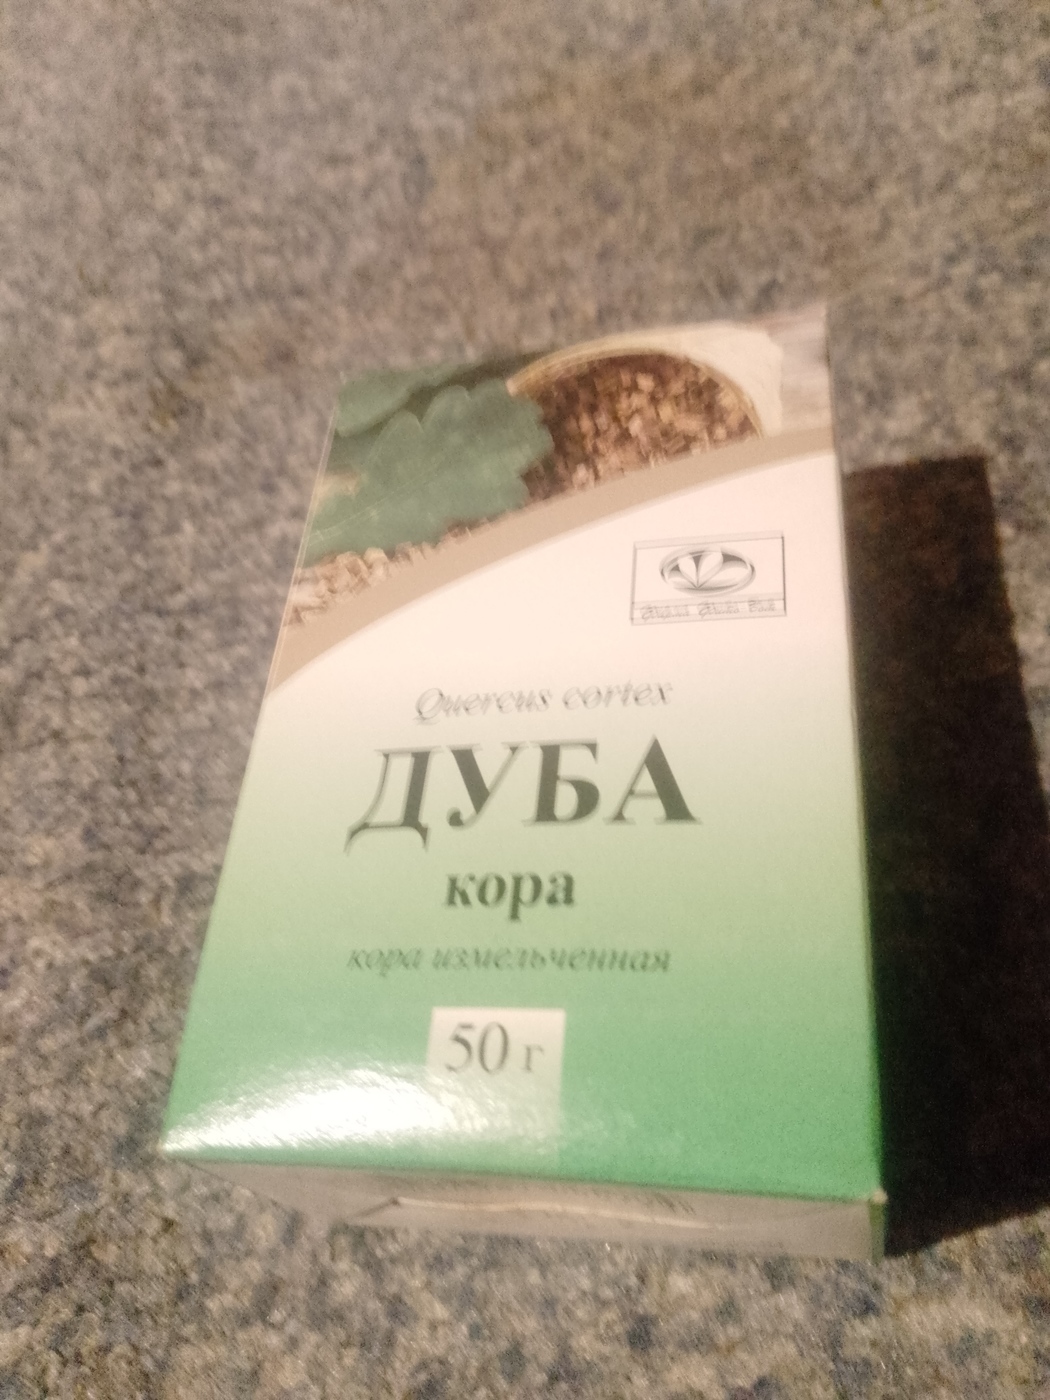 Quercus cortex
ДУБА
кора
кора измельченная
50 г